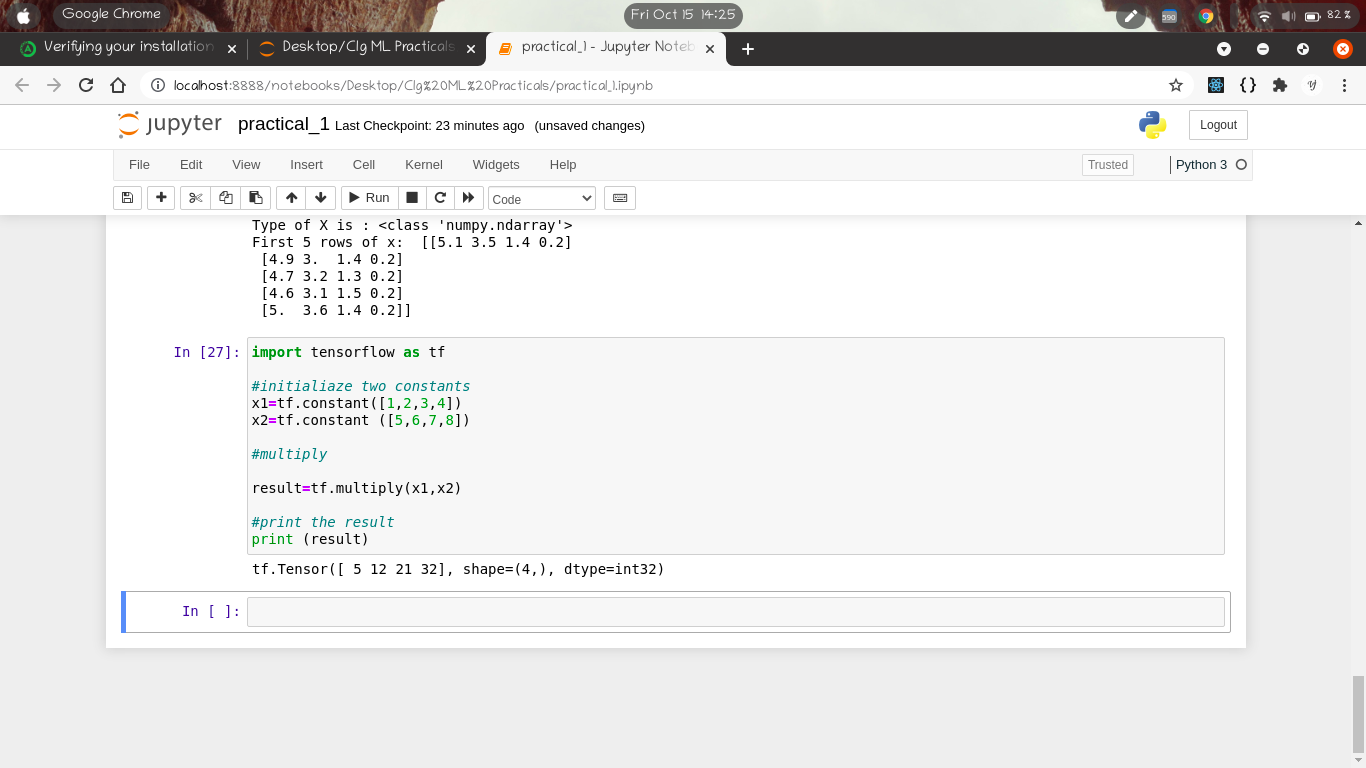 Google Chrome
Fri Oct 15 14:25
590
82 %
Verifying your installation
Desktop/Clg ML Practicals
practical_1 - Jupyter Noteb
localhost:8888/notebooks/Desktop/Clg%20ML%20Practicals/practical_1.ipynb
jupyter
practical_1 Last Checkpoint: 23 minutes ago (unsaved changes)
Logout
File Edit View Insert Cell Kernel Widgets Help
Trusted
Python 3
Run
Code
Type of X is : <class 'numpy.ndarray'>
First 5 rows of x:  [[5.1 3.5 1.4 0.2]
 [4.9 3.  1.4 0.2]
 [4.7 3.2 1.3 0.2]
 [4.6 3.1 1.5 0.2]
 [5.  3.6 1.4 0.2]]
In [27]:
import tensorflow as tf
#initialiaze two constants
x1=tf.constant([1,2,3,4])
x2=tf.constant ([5,6,7,8])
#multiply
result=tf.multiply(x1,x2)
#print the result
print (result)
tf.Tensor([ 5 12 21 32], shape=(4,), dtype=int32)
In [ ]: